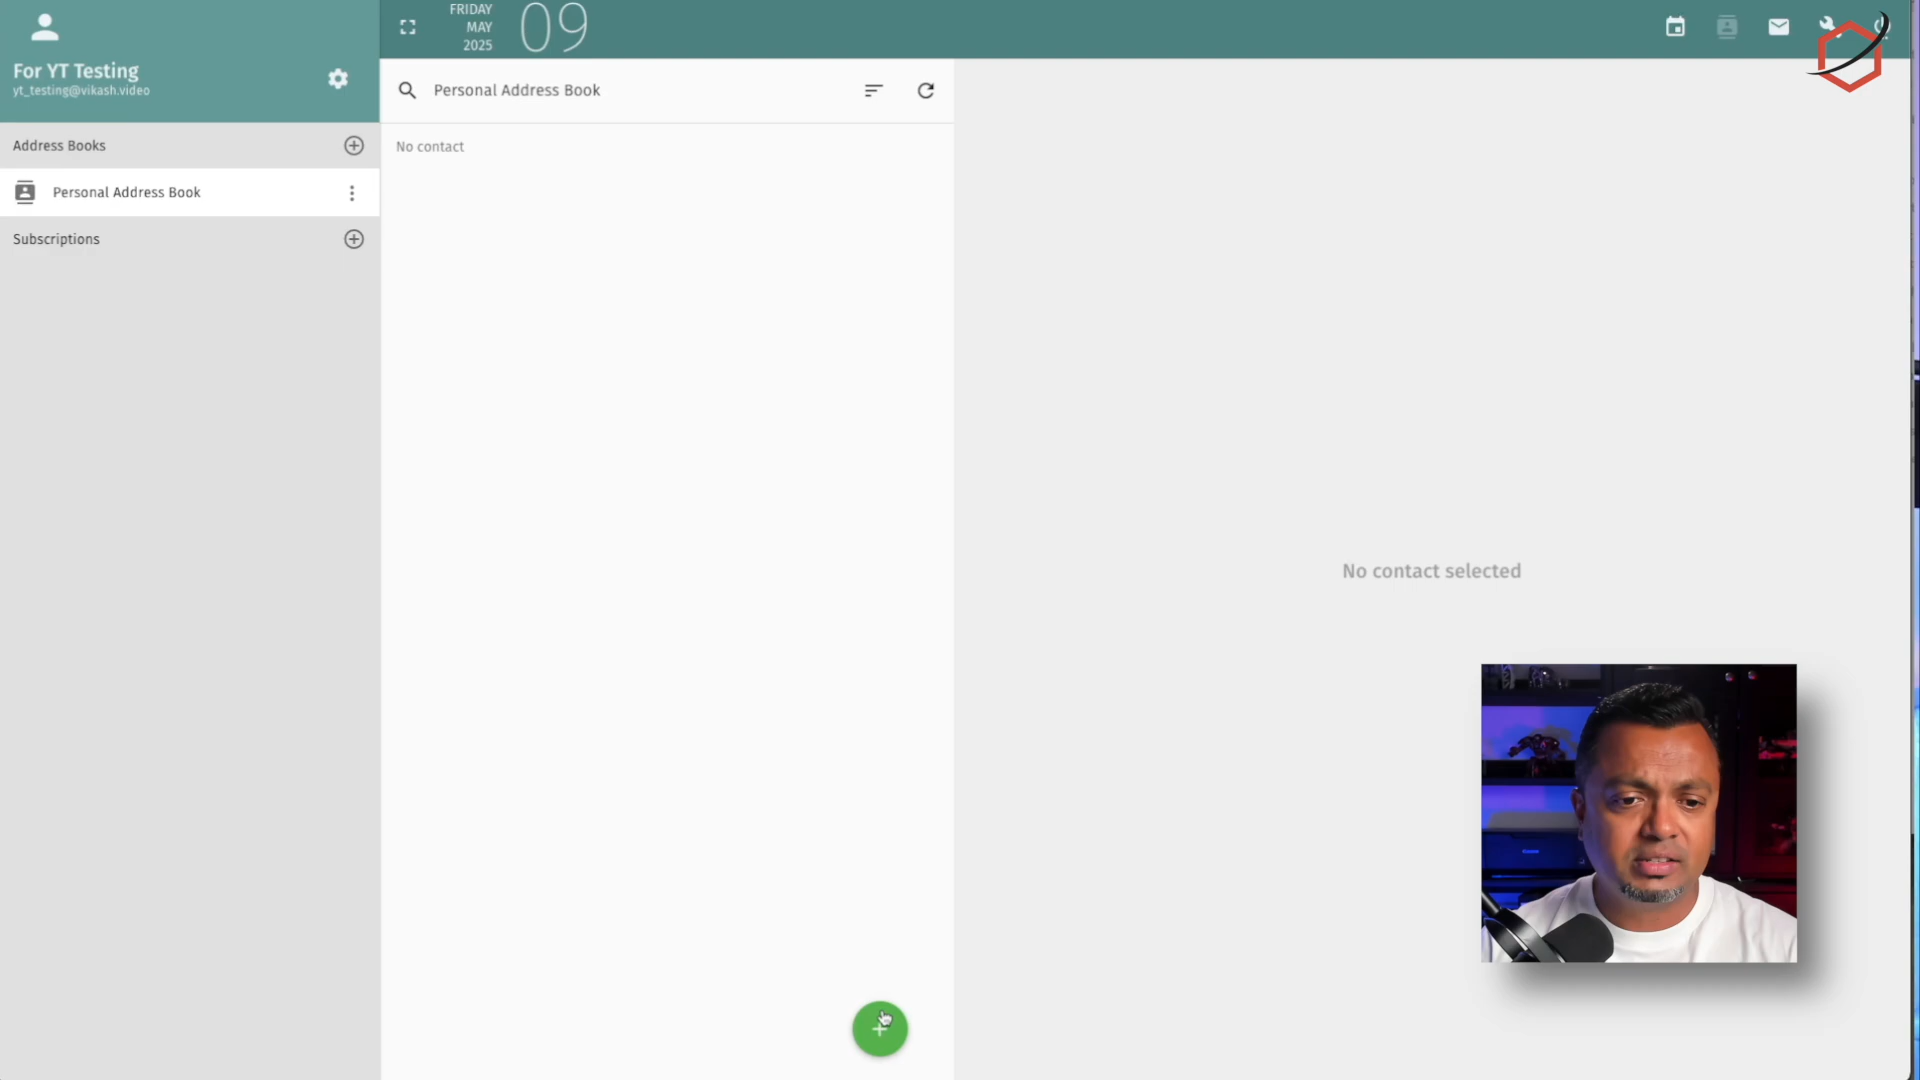 FRIDAY
MAY
2025
09
For YT Testing
yt_testing@vikash.video
Personal Address Book
Address Books
No contact
Personal Address Book
Subscriptions
No contact selected